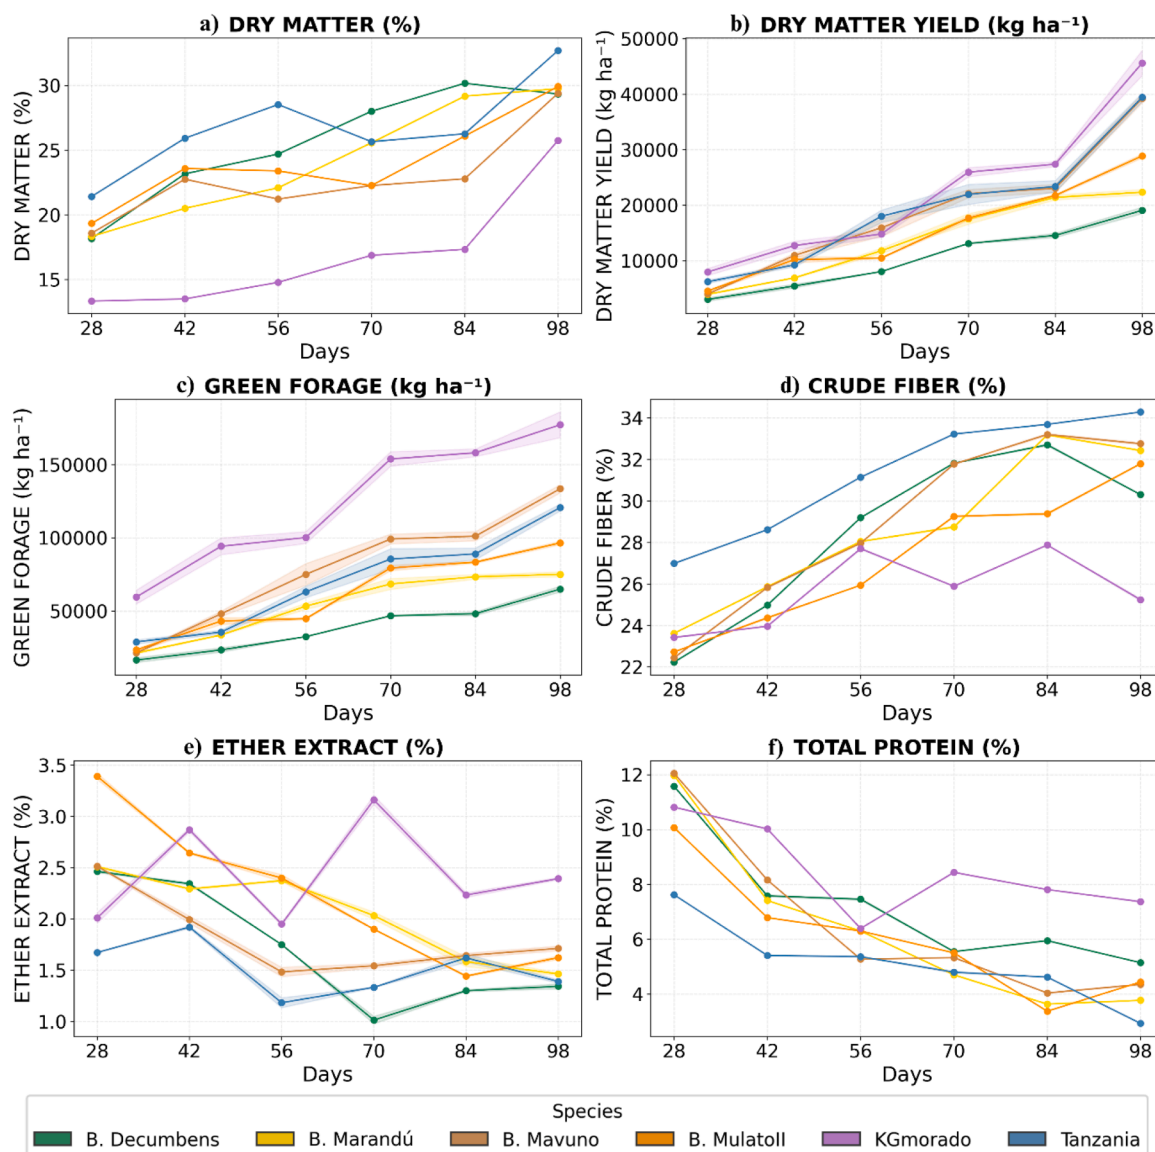 a) DRY MATTER (%)
DRY MATTER (%)
30
25
20
15
28 42 56 70 84 98
Days
b) DRY MATTER YIELD (kg ha⁻¹)
DRY MATTER YIELD (kg ha⁻¹)
50000
40000
30000
20000
10000
28 42 56 70 84 98
Days
c) GREEN FORAGE (kg ha⁻¹)
GREEN FORAGE (kg ha⁻¹)
150000
100000
50000
28 42 56 70 84 98
Days
d) CRUDE FIBER (%)
CRUDE FIBER (%)
34
32
30
28
26
24
22
28 42 56 70 84 98
Days
e) ETHER EXTRACT (%)
ETHER EXTRACT (%)
3.5
3.0
2.5
2.0
1.5
1.0
28 42 56 70 84 98
Days
f) TOTAL PROTEIN (%)
TOTAL PROTEIN (%)
12
10
8
6
4
28 42 56 70 84 98
Days
Species
B. Decumbens B. Marandú B. Mavuno B. MulatoII KGmorado Tanzania